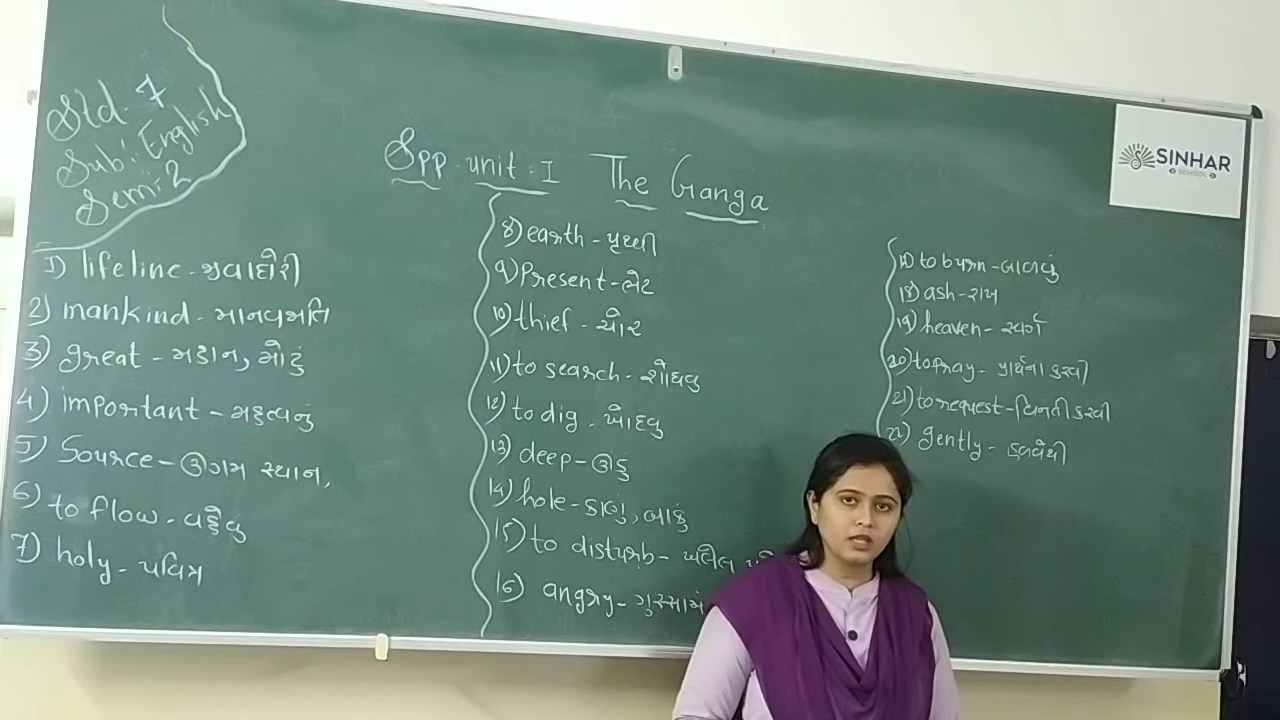 Std. 7
Sub: English
Sem: 2
Spp. unit: I The Ganga
1) lifeline - જીવાદોરી
2) mankind - માનવજાતિ
3) great - મહાન, મોટું
4) important - મહત્વનું
5) Source - ઊગમ સ્થાન,
6) to flow - વહેવુ
7) holy - પવિત્ર
8) earth - પૃથ્વી
9) Present - ભેટ
10) thief - ચોર
11) to search - શોધવુ
12) to dig - ખોદવુ
13) deep - ઊંડુ
14) hole - કાણું, બાકું
15) to disturb - ખલેલ
16) angry - ગુસ્સામાં
to burn - બાળવું
18) ash - રાખ
19) heaven - સ્વર્ગ
20) to pray - પ્રાર્થના કરવી
21) to request - વિનંતી કરવી
22) gently - હળવેથી
SINHAR
SCHOOL